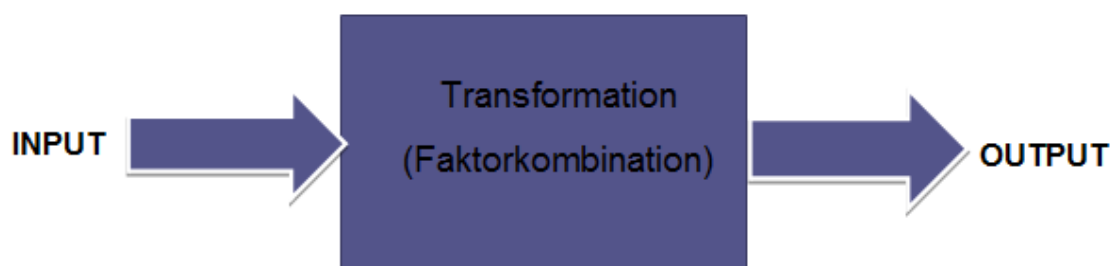 INPUT
Transformation
(Faktorkombination)
OUTPUT